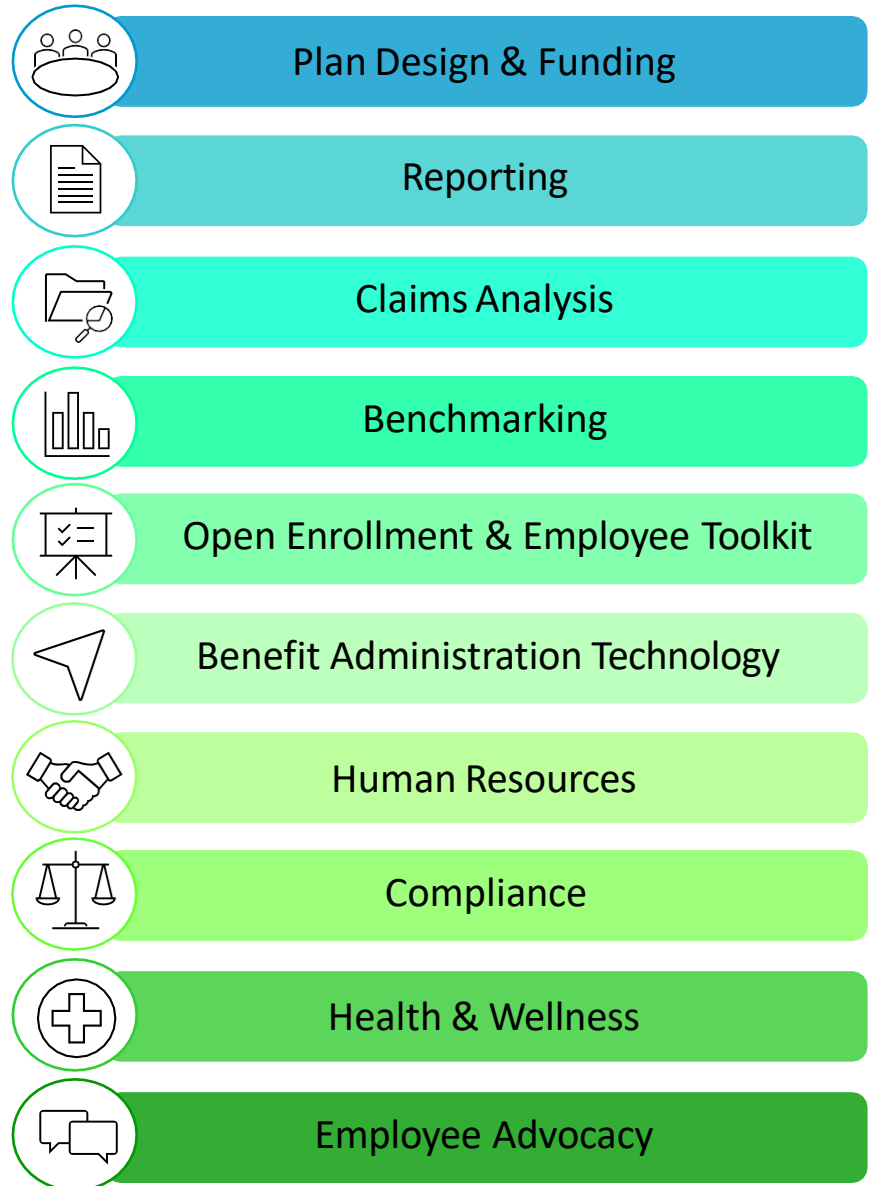 Plan Design & Funding
Reporting
Claims Analysis
Benchmarking
Open Enrollment & Employee Toolkit
Benefit Administration Technology
Human Resources
Compliance
Health & Wellness
Employee Advocacy